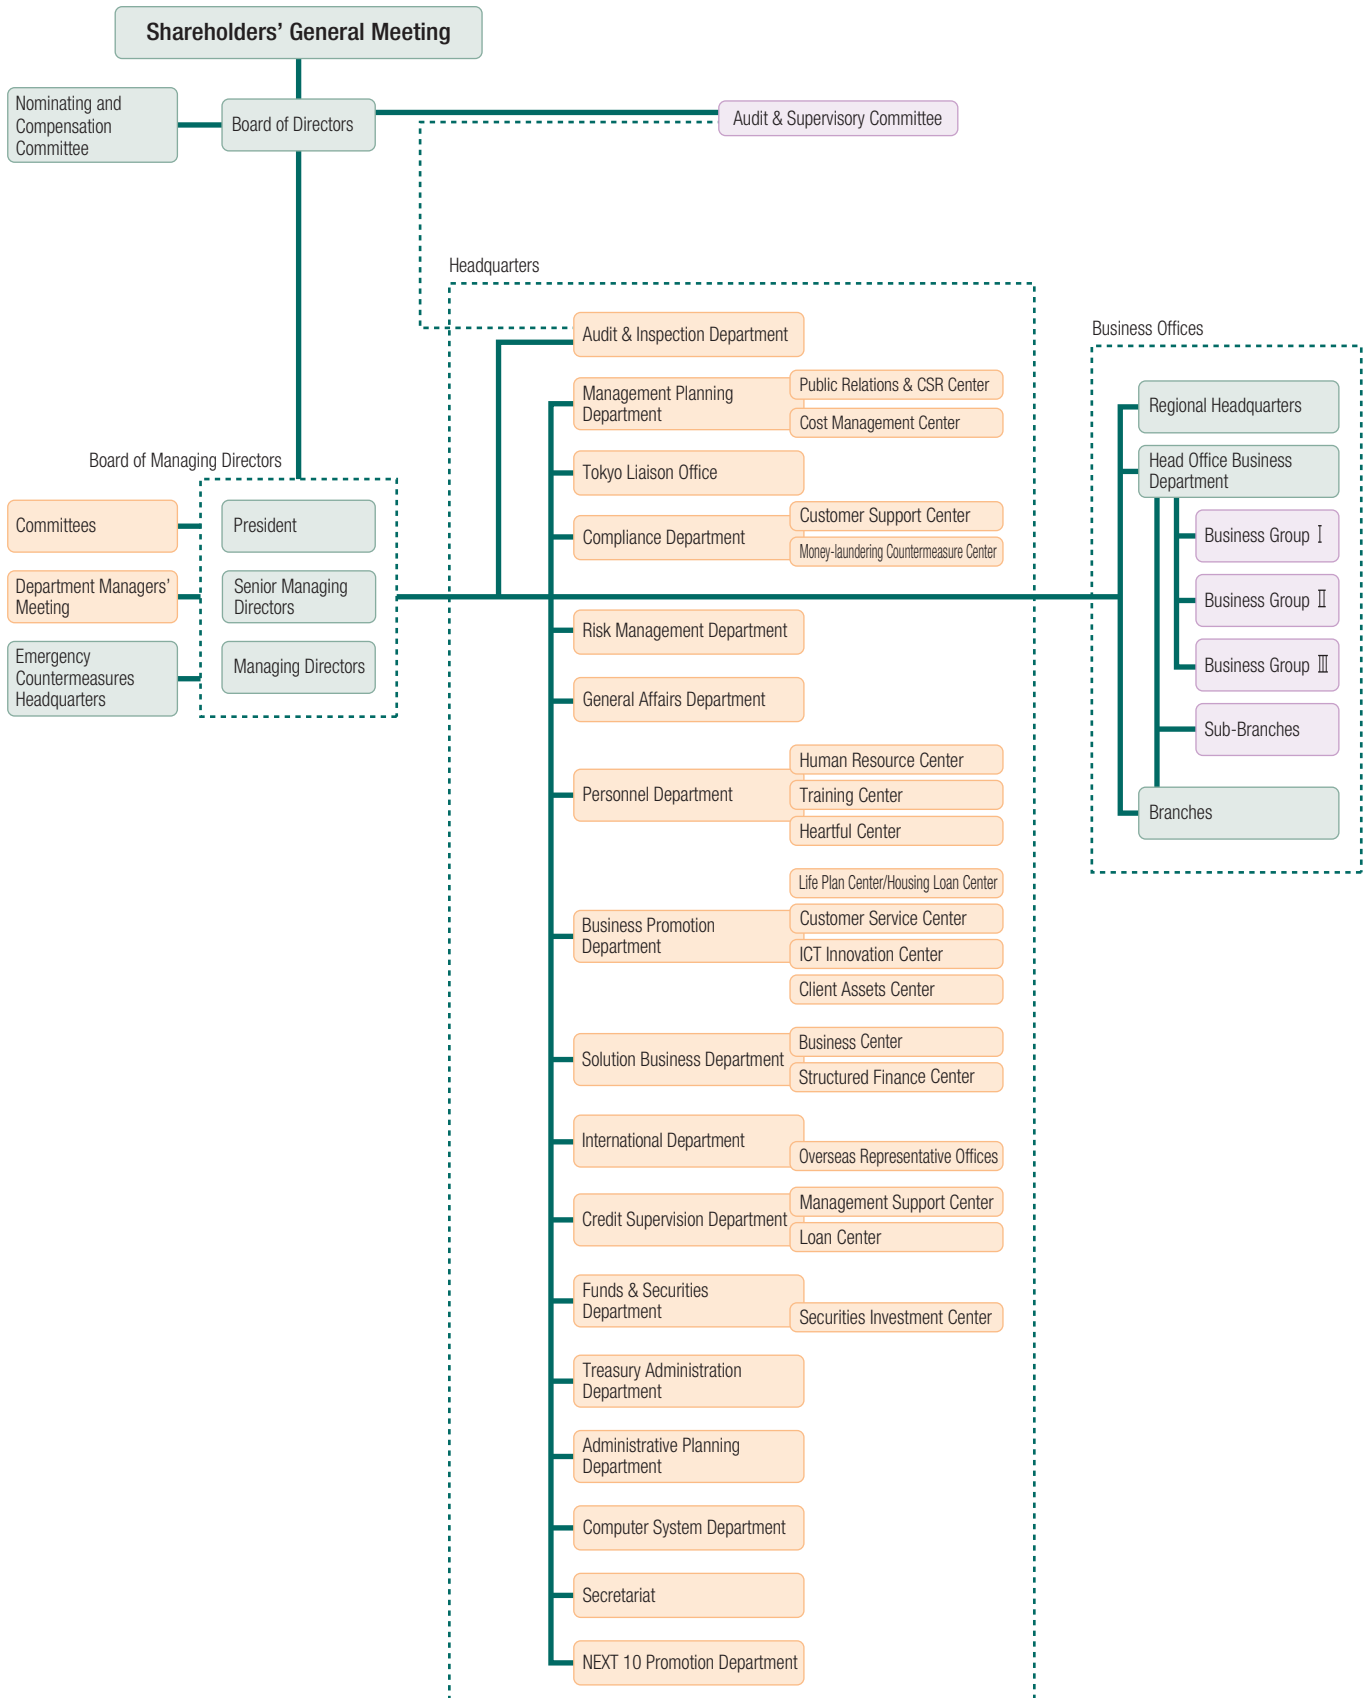 Shareholders’ General Meeting
Nominating and
Compensation
Committee
Board of Directors
Audit & Supervisory Committee
Headquarters
Business Offices
Board of Managing Directors
Committees
Department Managers’
Meeting
Emergency
Countermeasures
Headquarters
President
Senior Managing
Directors
Managing Directors
Audit & Inspection Department
Management Planning
Department
Public Relations & CSR Center
Cost Management Center
Tokyo Liaison Office
Compliance Department
Customer Support Center
Money-laundering Countermeasure Center
Risk Management Department
General Affairs Department
Personnel Department
Human Resource Center
Training Center
Heartful Center
Business Promotion
Department
Life Plan Center/Housing Loan Center
Customer Service Center
ICT Innovation Center
Client Assets Center
Solution Business Department
Business Center
Structured Finance Center
International Department
Overseas Representative Offices
Credit Supervision Department
Management Support Center
Loan Center
Funds & Securities
Department
Securities Investment Center
Treasury Administration
Department
Administrative Planning
Department
Computer System Department
Secretariat
NEXT 10 Promotion Department
Regional Headquarters
Head Office Business
Department
Business Group Ⅰ
Business Group Ⅱ
Business Group Ⅲ
Sub-Branches
Branches